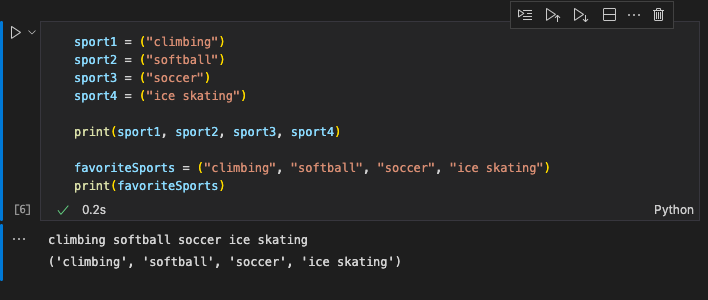 sport1 = ("climbing")
sport2 = ("softball")
sport3 = ("soccer")
sport4 = ("ice skating")
print(sport1, sport2, sport3, sport4)
favoriteSports = ("climbing", "softball", "soccer", "ice skating")
print(favoriteSports)
[6] 0.2s Python
climbing softball soccer ice skating
('climbing', 'softball', 'soccer', 'ice skating')